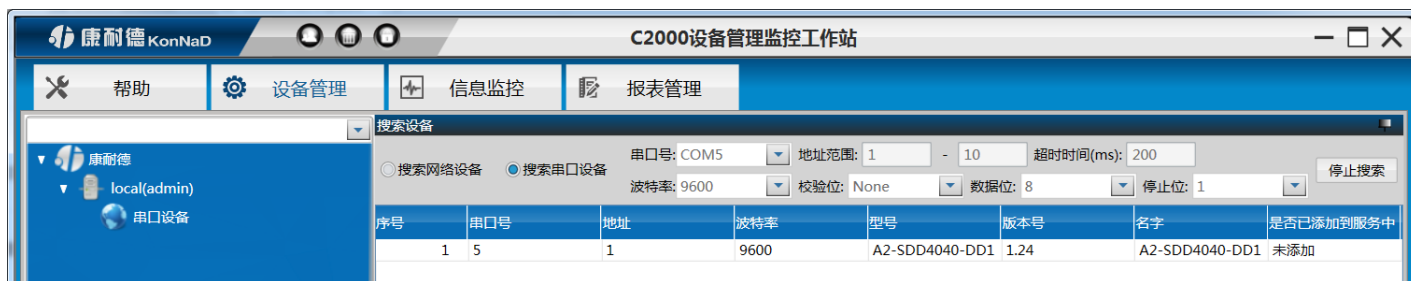 康耐德 KonNaD C2000设备管理监控工作站
帮助 设备管理 信息监控 报表管理
搜索设备
康耐德
local(admin)
串口设备
搜索网络设备 搜索串口设备
串口号: COM5 地址范围: 1 - 10 超时时间(ms): 200
波特率: 9600 校验位: None 数据位: 8 停止位: 1
停止搜索
序号 串口号 地址 波特率 型号 版本号 名字 是否已添加到服务中
1 5 1 9600 A2-SDD4040-DD1 1.24 A2-SDD4040-DD1 未添加